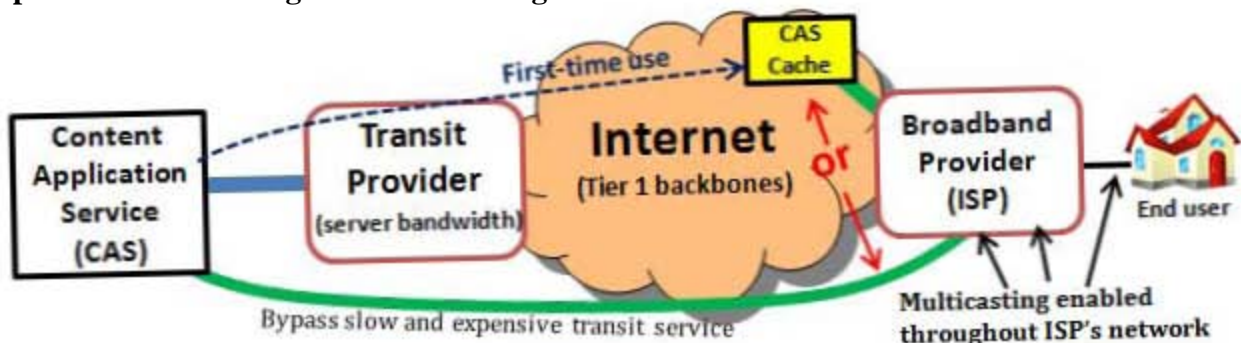 CAS
Cache
First-time use
Content
Application
Service
(CAS)
Transit
Provider
(server bandwidth)
Internet
(Tier 1 backbones)
or
Broadband
Provider
(ISP)
End user
Bypass slow and expensive transit service
Multicasting enabled
throughout ISP's network